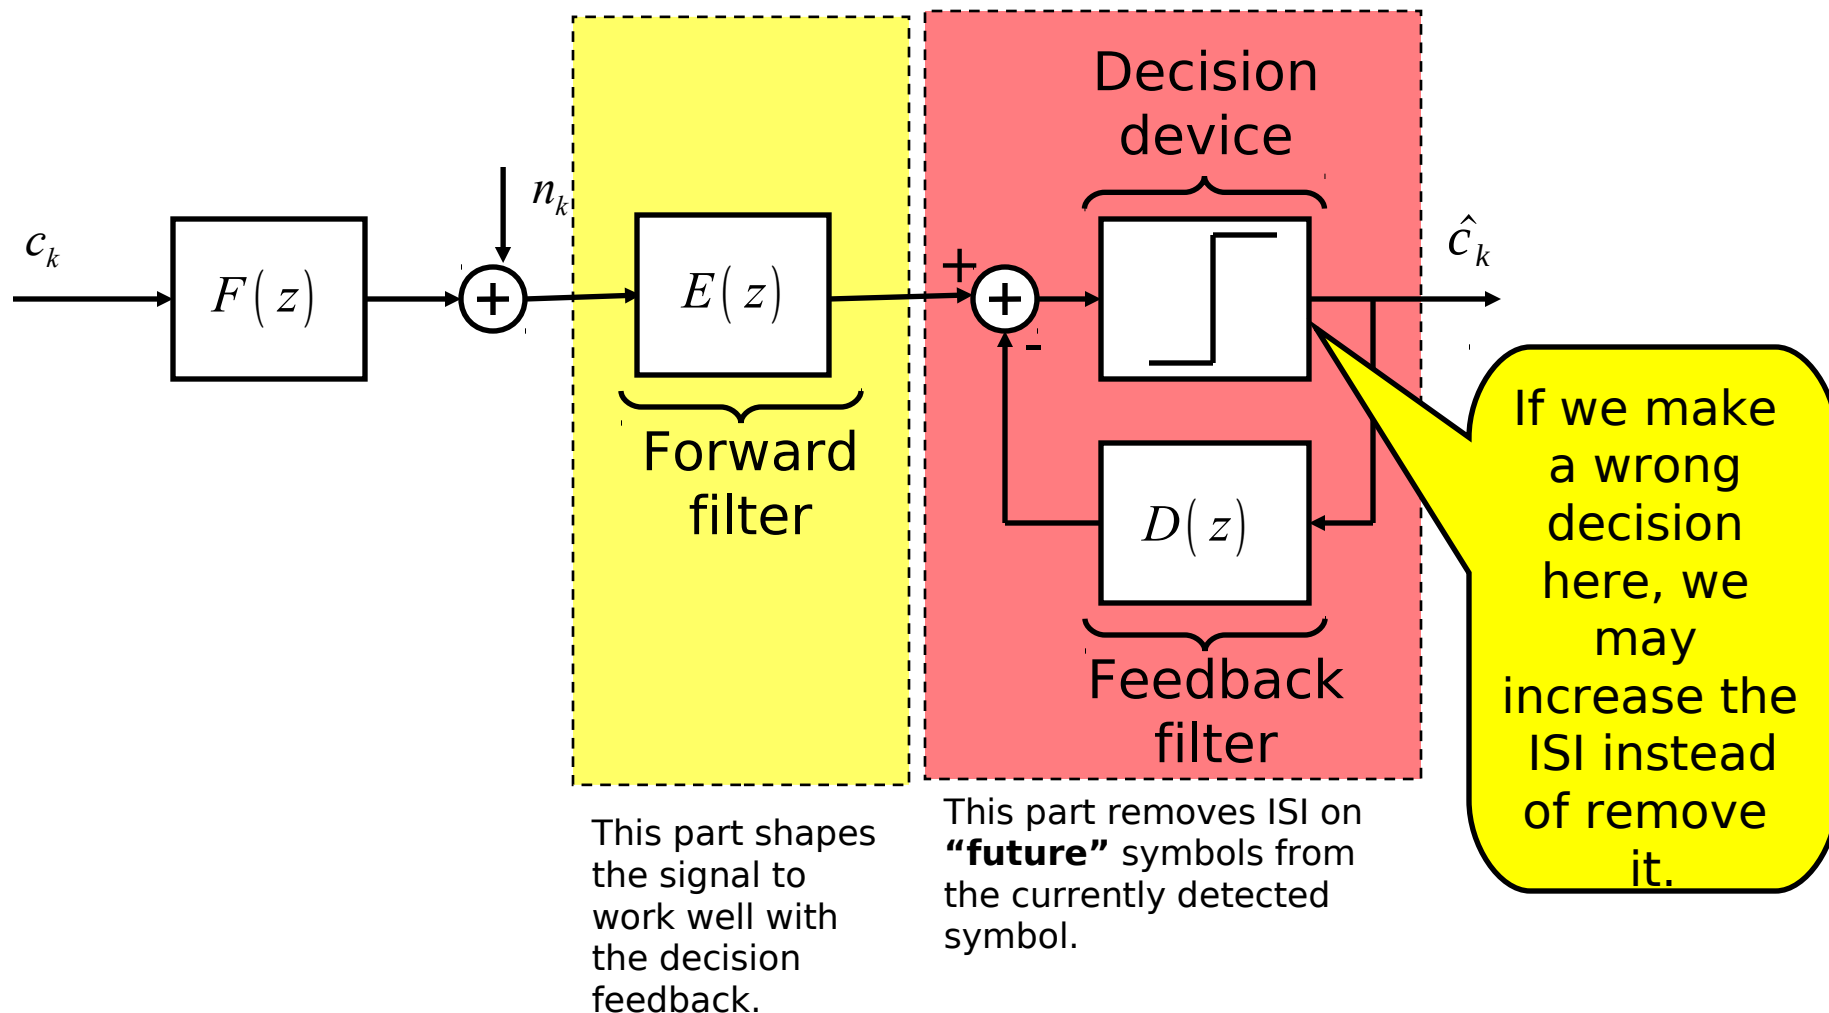 Decision
device
n_k
c_k
F(z)
+
E(z)
+
+
-
ĉ_k
Forward
filter
D(z)
Feedback
filter
If we make
a wrong
decision
here, we
may
increase the
ISI instead
of remove
it.
This part shapes
the signal to
work well with
the decision
feedback.
This part removes ISI on
“future” symbols from
the currently detected
symbol.